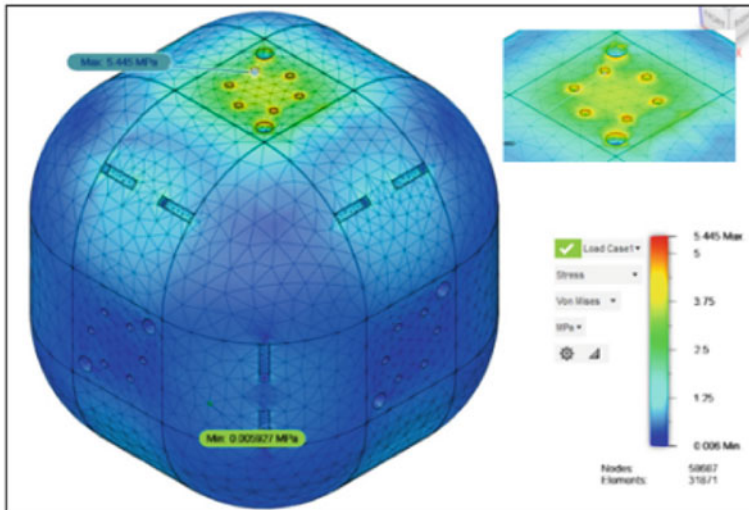 Max: 5.445 MPa
Min: 0.005927 MPa
Load Case1
Stress
Von Mises
MPa
5.445 Max
5
3.75
2.5
1.25
0.006 Min
Nodes:
Elements: 31871